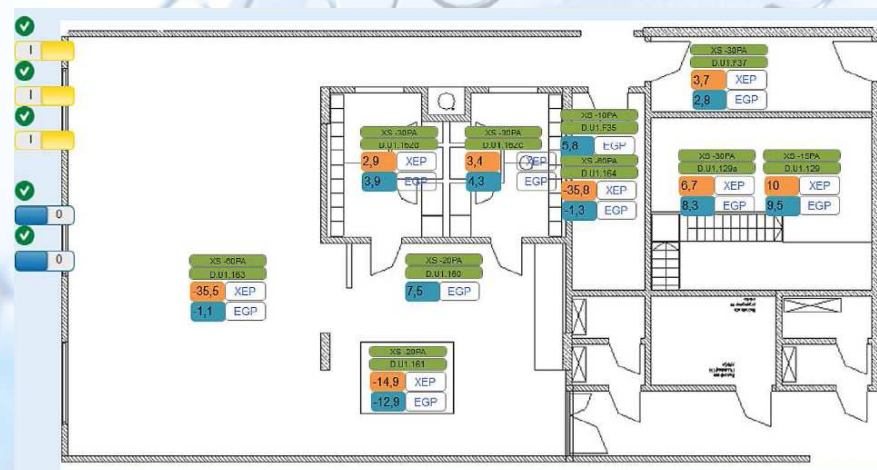 I
I
I
0
0
XS -30PA
D.U1.F37
3,7 XEP
2,8 EGP
XS -10PA
D.U1.F35
5,8 EGP
XS -30PA
D.U1.162d
2,9 XEP
3,9 EGP
XS -30PA
D.U1.162c
3,4 XEP
4,3 EGP
XS -60PA
D.U1.164
-35,8 XEP
-1,3 EGP
XS -30PA
D.U1.129a
6,7 XEP
8,3 EGP
XS -15PA
D.U1.129
10 XEP
9,5 EGP
XS -60PA
D.U1.163
-35,5 XEP
-1,1 EGP
XS -20PA
D.U1.160
7,5 EGP
XS -20PA
D.U1.161
-14,9 XEP
-12,9 EGP